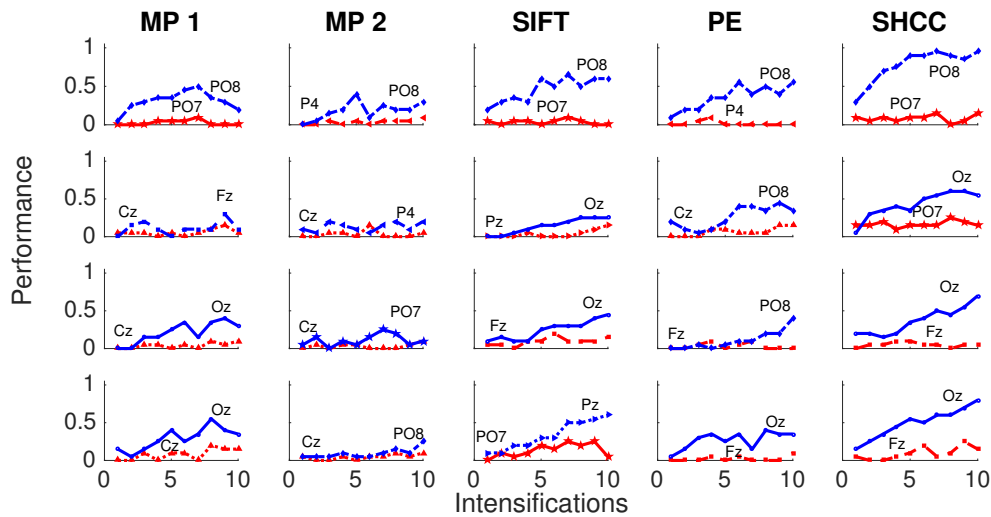 MP 1 MP 2 SIFT PE SHCC
Performance
1
0.5
0
PO8
PO7
P4
PO8
PO8
PO7
PO8
P4
PO8
PO7
1
0.5
0
Cz
Fz
Cz
P4
Pz
Oz
Cz
PO8
Oz
PO7
1
0.5
0
Cz
Oz
Cz
PO7
Fz
Oz
Fz
PO8
Oz
Fz
1
0.5
0
Oz
Cz
Cz
PO8
PO7
Pz
Oz
Fz
Oz
Fz
0 5 10 0 5 10 0 5 10 0 5 10 0 5 10
Intensifications